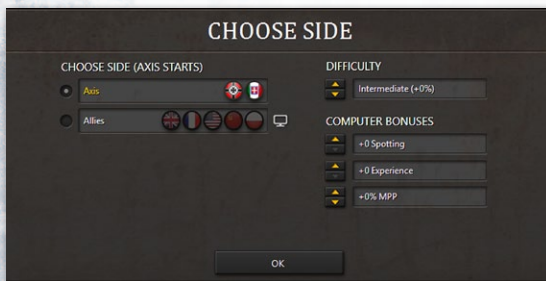 CHOOSE SIDE
CHOOSE SIDE (AXIS STARTS)
Axis
Allies
DIFFICULTY
Intermediate (+0%)
COMPUTER BONUSES
+0 Spotting
+0 Experience
+0% MPP
OK